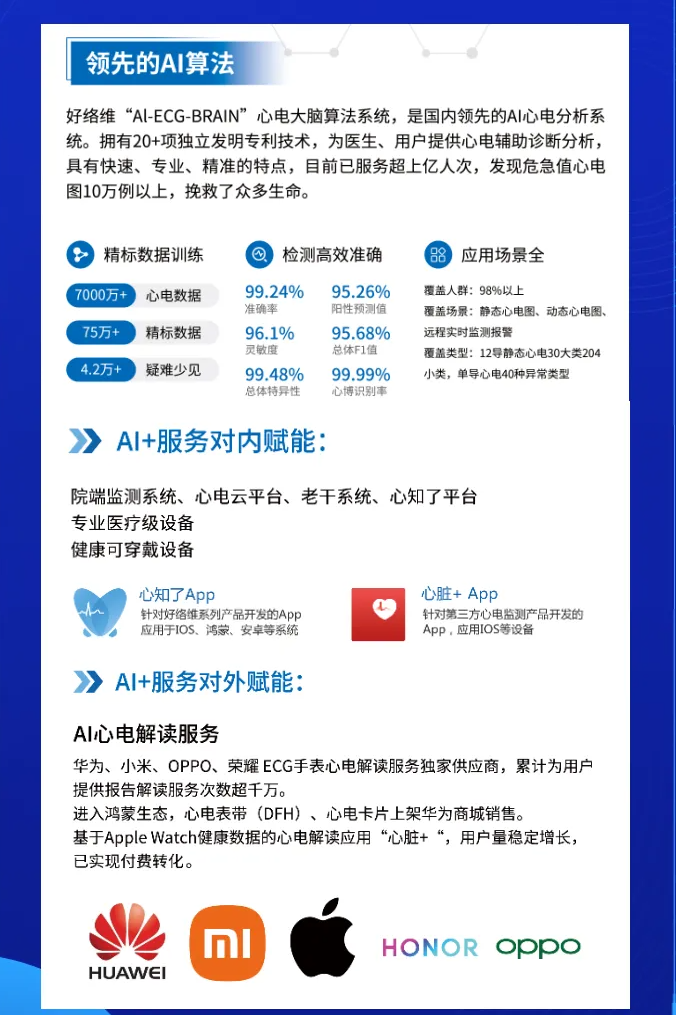 领先的AI算法
好络维“AI-ECG-BRAIN”心电大脑算法系统，是国内领先的AI心电分析系
统。拥有20+项独立发明专利技术，为医生、用户提供心电辅助诊断分析，
具有快速、专业、精准的特点，目前已服务超上亿人次，发现危急值心电
图10万例以上，挽救了众多生命。
精标数据训练
7000万+ 心电数据
75万+ 精标数据
4.2万+ 疑难少见
检测高效准确
99.24% 95.26%
准确率 阳性预测值
96.1% 95.68%
灵敏度 总体F1值
99.48% 99.99%
总体特异性 心博识别率
应用场景全
覆盖人群：98%以上
覆盖场景：静态心电图、动态心电图、
远程实时监测报警
覆盖类型：12导静态心电30大类204
小类，单导心电40种异常类型
AI+服务对内赋能：
院端监测系统、心电云平台、老干系统、心知了平台
专业医疗级设备
健康可穿戴设备
心知了App
针对好络维系列产品开发的App
应用于IOS、鸿蒙、安卓等系统
心脏+ App
针对第三方心电监测产品开发的
App，应用IOS等设备
AI+服务对外赋能：
AI心电解读服务
华为、小米、OPPO、荣耀 ECG手表心电解读服务独家供应商，累计为用户
提供报告解读服务次数超千万。
进入鸿蒙生态，心电表带（DFH）、心电卡片上架华为商城销售。
基于Apple Watch健康数据的心电解读应用“心脏+“，用户量稳定增长，
已实现付费转化。
HUAWEI
mi
HONOR
oppo